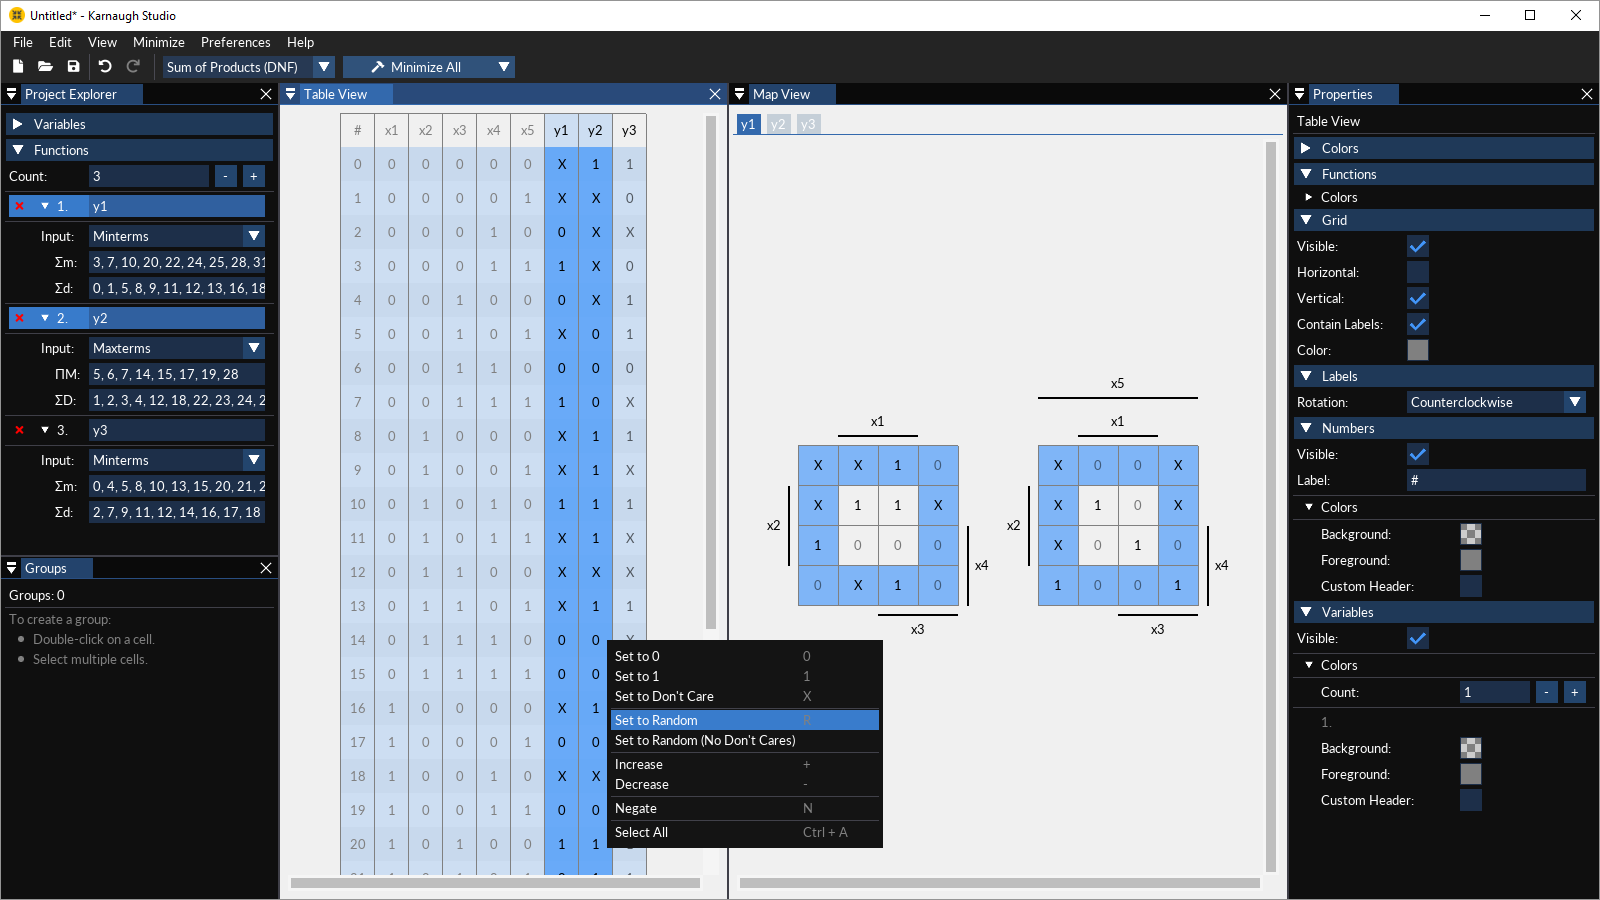 Untitled* - Karnaugh Studio
File Edit View Minimize Preferences Help
Sum of Products (DNF) Minimize All
Project Explorer
Variables
Functions
Count: 3 - +
1. y1
Input: Minterms
Σm: 3, 7, 10, 20, 22, 24, 25, 28, 31
Σd: 0, 1, 5, 8, 9, 11, 12, 13, 16, 18
2. y2
Input: Maxterms
ΠM: 5, 6, 7, 14, 15, 17, 19, 28
ΣD: 1, 2, 3, 4, 12, 18, 22, 23, 24, 2
3. y3
Input: Minterms
Σm: 0, 4, 5, 8, 10, 13, 15, 20, 21, 2
Σd: 2, 7, 9, 11, 12, 14, 16, 17, 18
Groups
Groups: 0
To create a group:
Double-click on a cell.
Select multiple cells.
Table View
# x1 x2 x3 x4 x5 y1 y2 y3
0 0 0 0 0 0 X 1 1
1 0 0 0 0 1 X X 0
2 0 0 0 1 0 0 X X
3 0 0 0 1 1 1 X 0
4 0 0 1 0 0 0 X 1
5 0 0 1 0 1 X 0 1
6 0 0 1 1 0 0 0 0
7 0 0 1 1 1 1 0 X
8 0 1 0 0 0 X 1 1
9 0 1 0 0 1 X 1 X
10 0 1 0 1 0 1 1 1
11 0 1 0 1 1 X 1 X
12 0 1 1 0 0 X X X
13 0 1 1 0 1 X 1 1
14 0 1 1 1 0 0 0 X
15 0 1 1 1 1 0 0
16 1 0 0 0 0 X 1
17 1 0 0 0 1 0 0
18 1 0 0 1 0 X X
19 1 0 0 1 1 0 0
20 1 0 1 0 0 1 1
Set to 0 0
Set to 1 1
Set to Don't Care X
Set to Random R
Set to Random (No Don't Cares)
Increase +
Decrease -
Negate N
Select All Ctrl + A
Map View
y1 y2 y3
x1
X X 1 0
X 1 1 X
1 0 0 0
0 X 1 0
x2
x4
x3
x5
x1
X 0 0 X
X 1 0 X
X 0 1 0
1 0 0 1
x2
x4
x3
Properties
Table View
Colors
Functions
Colors
Grid
Visible:
Horizontal:
Vertical:
Contain Labels:
Color:
Labels
Rotation: Counterclockwise
Numbers
Visible:
Label: #
Colors
Background:
Foreground:
Custom Header:
Variables
Visible:
Colors
Count: 1 - +
1.
Background:
Foreground:
Custom Header: